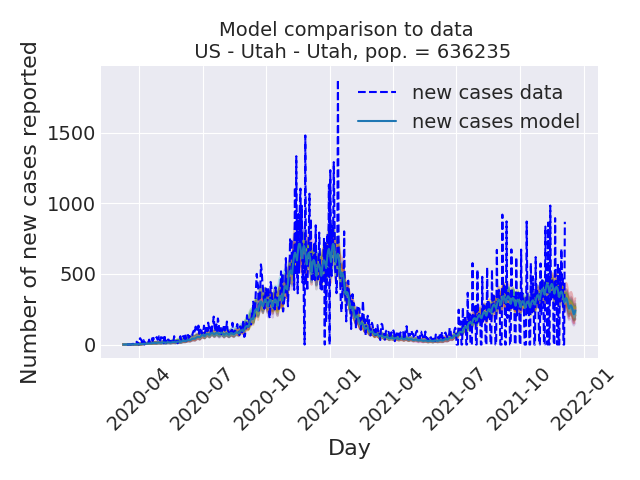 Model comparison to data
US - Utah - Utah, pop. = 636235
Number of new cases reported
1500
1000
500
0
new cases data
new cases model
2020-04
2020-07
2020-10
2021-01
2021-04
2021-07
2021-10
2022-01
Day